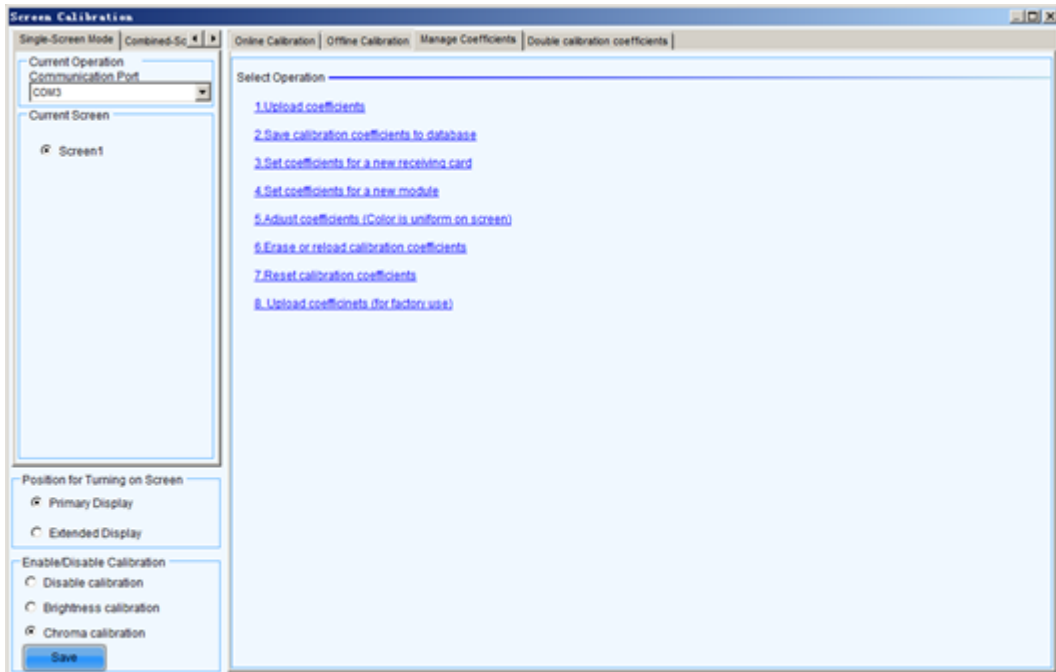 Screen Calibration
Single-Screen Mode
Combined-Sc
Online Calibration
Offline Calibration
Manage Coefficients
Double calibration coefficients
Current Operation
Communication Port
COM3
Current Screen
Screen1
Position for Turning on Screen
Primary Display
Extended Display
Enable/Disable Calibration
Disable calibration
Brightness calibration
Chroma calibration
Save
Select Operation
1.Upload coefficients
2.Save calibration coefficients to database
3.Set coefficients for a new receiving card
4.Set coefficients for a new module
5.Adjust coefficients (Color is uniform on screen)
6.Erase or reload calibration coefficients
7.Reset calibration coefficients
8. Upload coefficinets (for factory use)